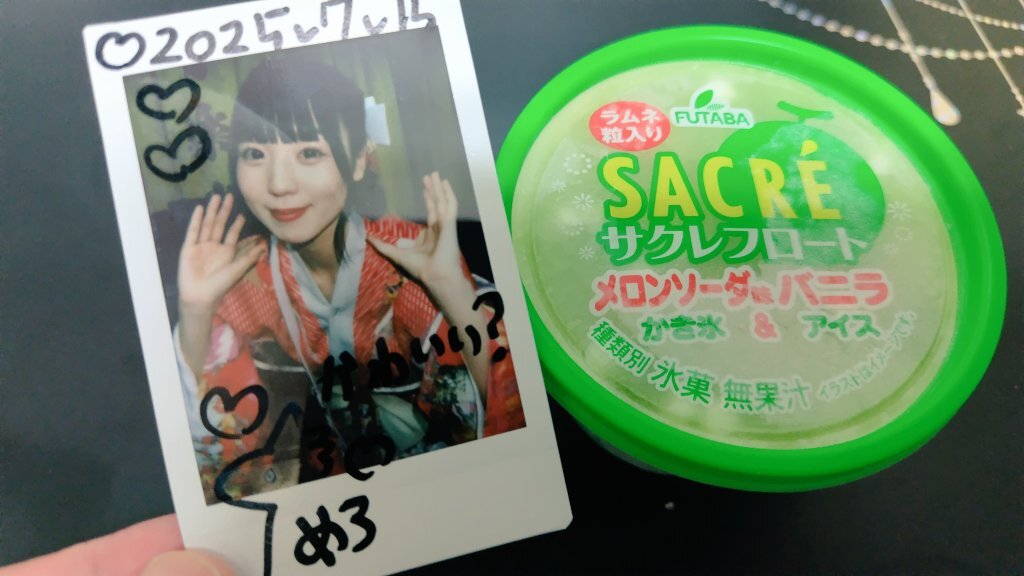 ♡2025.7.15
かわいい?
める
ラムネ
粒入り
FUTABA
SACRÉ
サクレフロート
メロンソーダ味バニラ
かき氷 & アイス
種類別 氷菓 無果汁 イラストはイメージです。